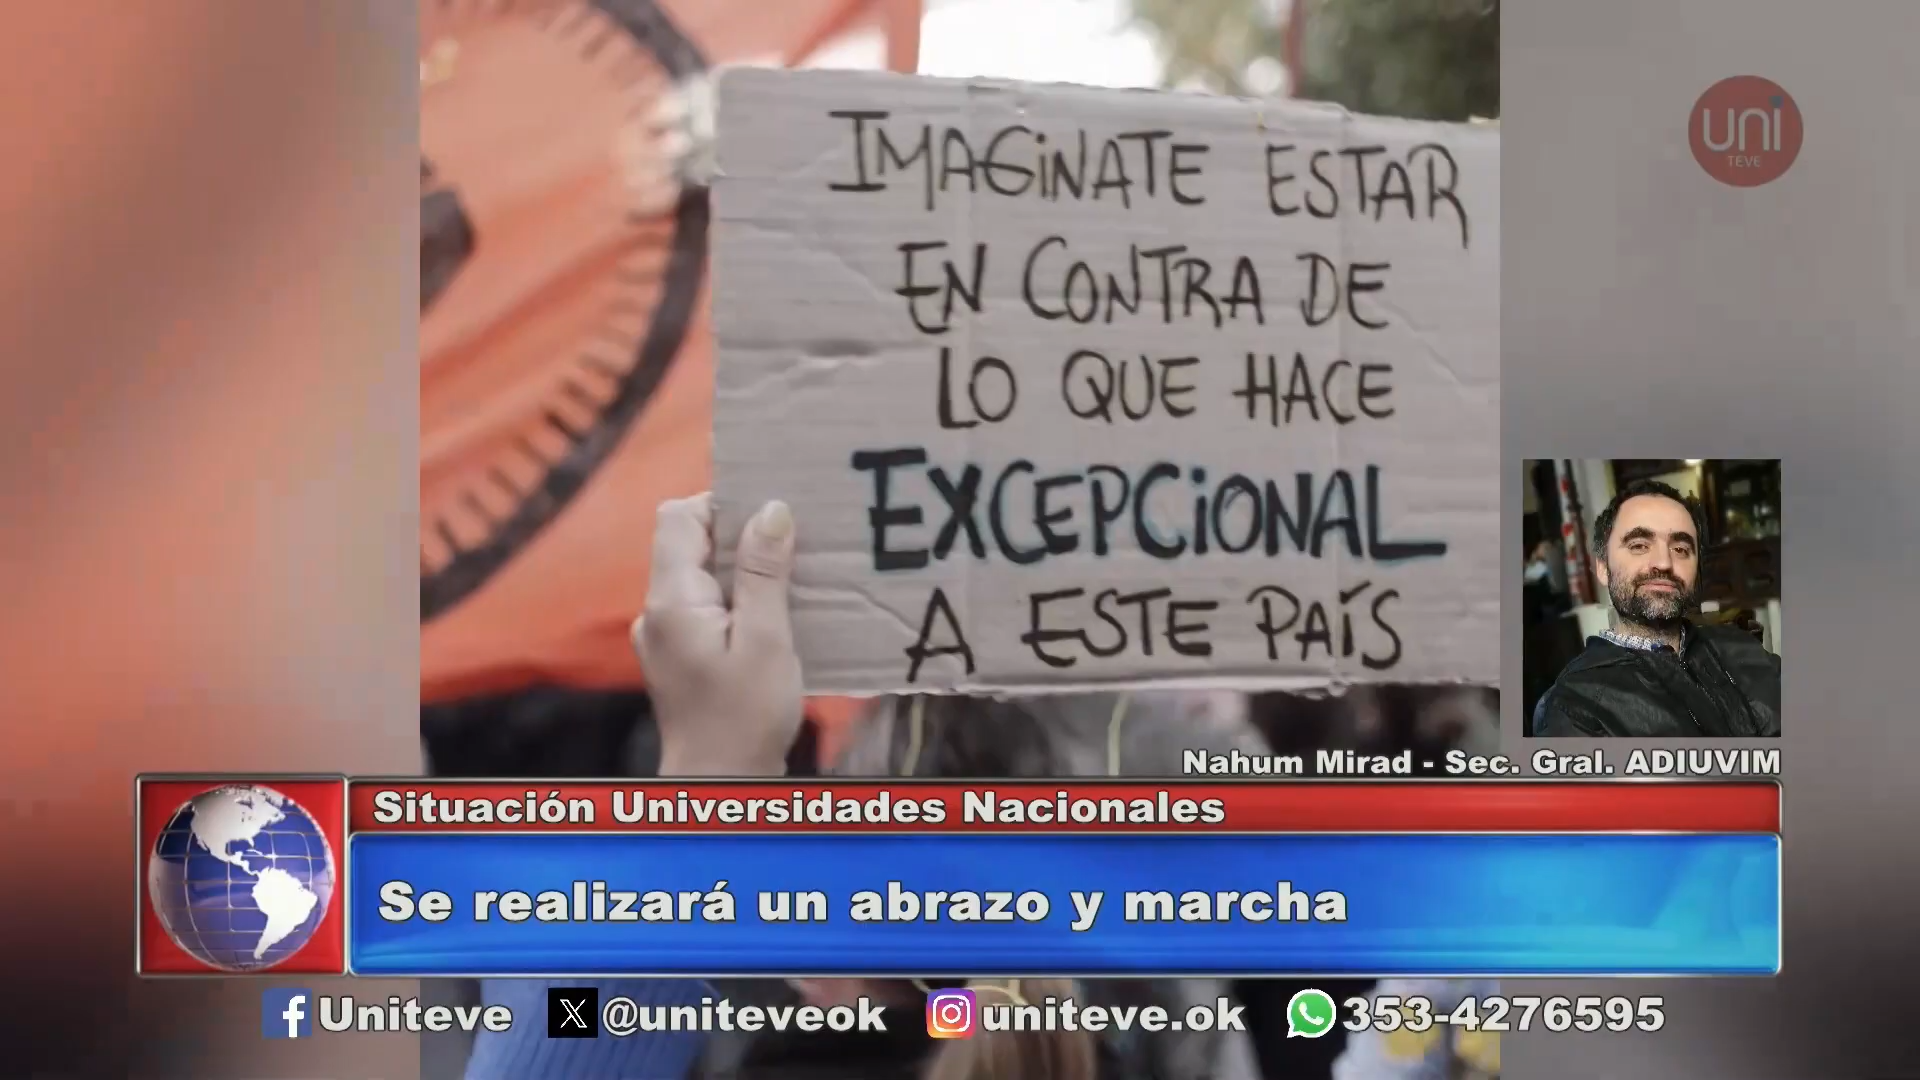 IMAGINATE ESTAR
EN CONTRA DE
LO QUE HACE
EXCEPCIONAL
A ESTE PAÍS
uni
TEVE
Nahum Mirad - Sec. Gral. ADIUVIM
Situación Universidades Nacionales
Se realizará un abrazo y marcha
Uniteve @uniteveok uniteve.ok 353-4276595